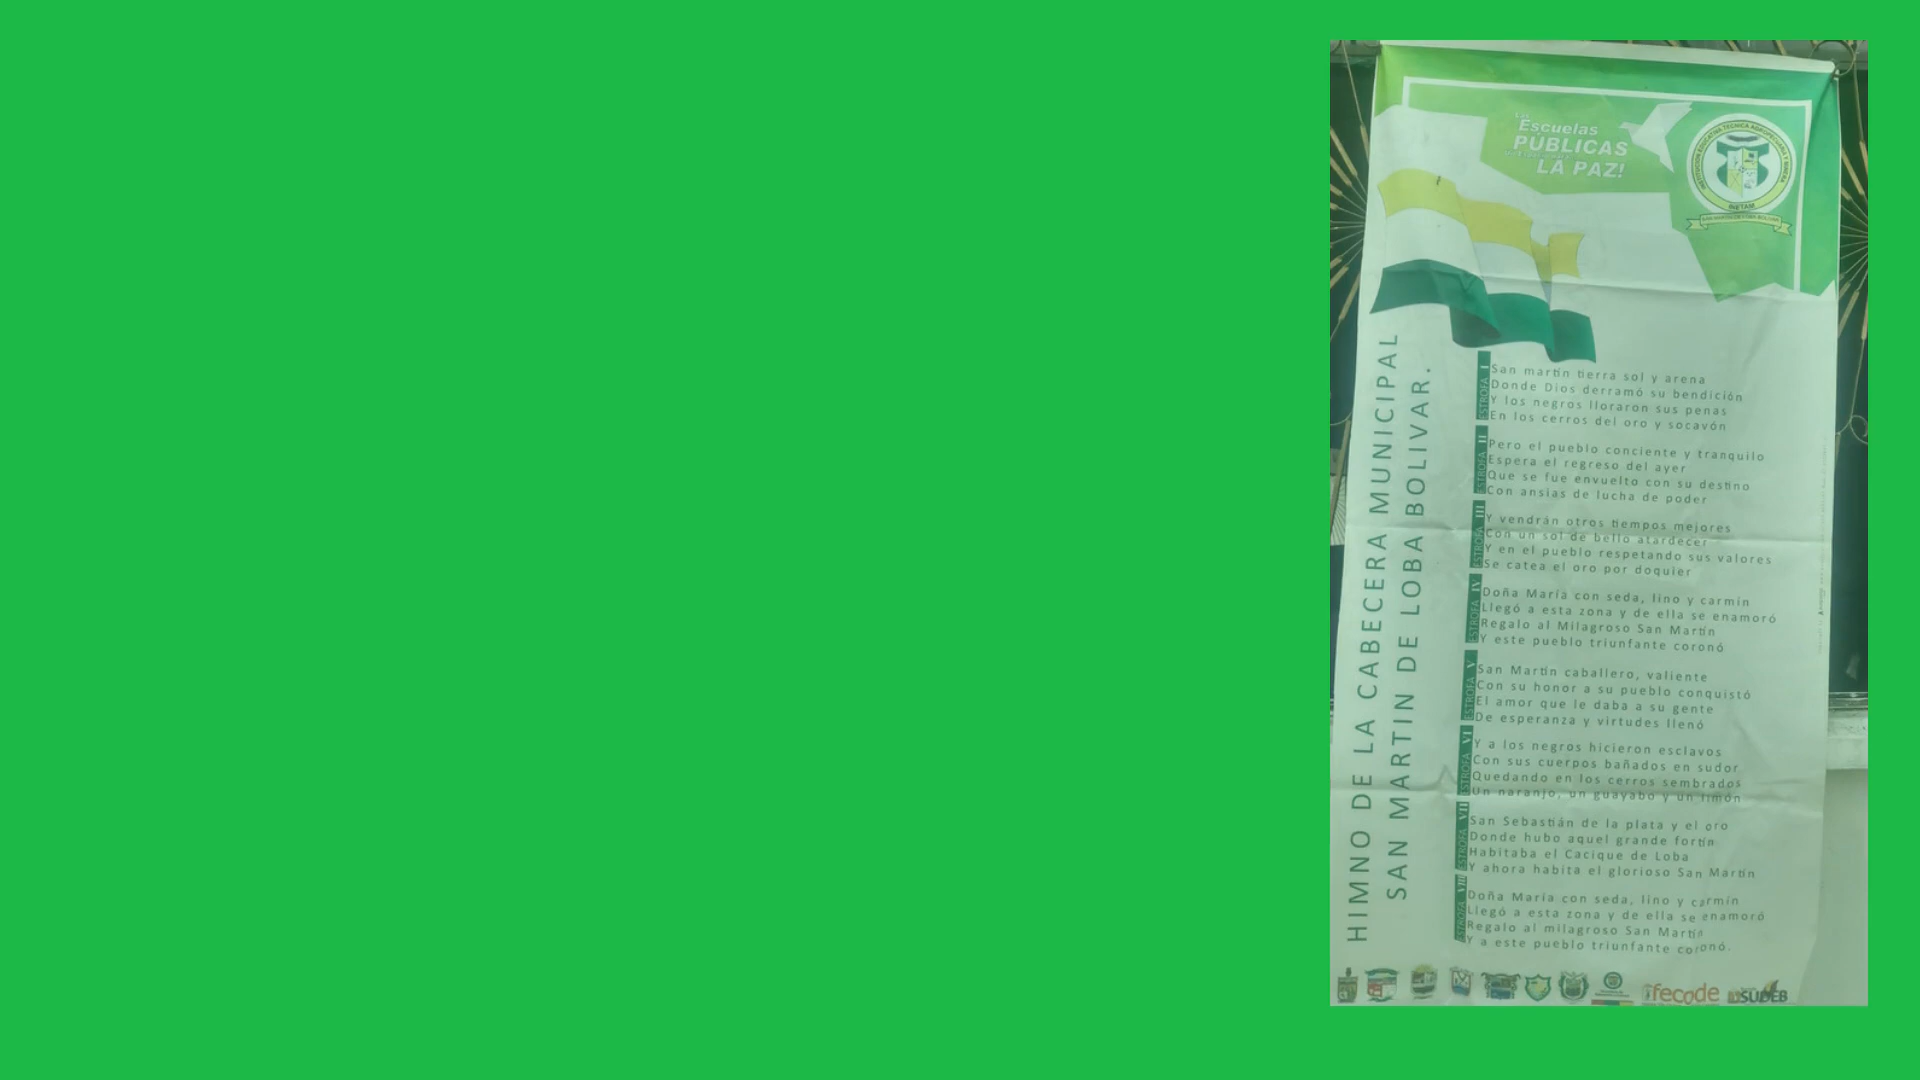 Escuelas
PÚBLICAS
LA PAZ!
INSTITUCIÓN EDUCATIVA TECNICA AGROPECUARIA Y MINERA
INETAM
HIMNO DE LA CABECERA MUNICIPAL
SAN MARTIN DE LOBA BOLIVAR.
ESTROFA I
San martín tierra sol y arena
Donde Dios derramó su bendición
Y los negros lloraron sus penas
En los cerros del oro y socavón
ESTROFA II
Pero el pueblo conciente y tranquilo
Espera el regreso del ayer
Que se fue envuelto con su destino
Con ansias de lucha de poder
ESTROFA III
Y vendrán otros tiempos mejores
Con un sol de bello atardecer
Y en el pueblo respetando sus valores
Se catea el oro por doquier
ESTROFA IV
Doña María con seda, lino y carmín
Llegó a esta zona y de ella se enamoró
Regalo al Milagroso San Martín
Y este pueblo triunfante coronó
ESTROFA V
San Martín caballero, valiente
Con su honor a su pueblo conquistó
El amor que le daba a su gente
De esperanza y virtudes llenó
ESTROFA VI
Y a los negros hicieron esclavos
Con sus cuerpos bañados en sudor
Quedando en los cerros sembrados
Un naranjo, un guayabo y un limón
ESTROFA VII
San Sebastián de la plata y el oro
Donde hubo aquel grande fortín
Habitaba el Cacique de Loba
Y ahora habita el glorioso San Martín
ESTROFA VIII
Doña María con seda, lino y carmín
Llegó a esta zona y de ella se enamoró
Regalo al milagroso San Martín
Y a este pueblo triunfante coronó.
fecode
SUDEB